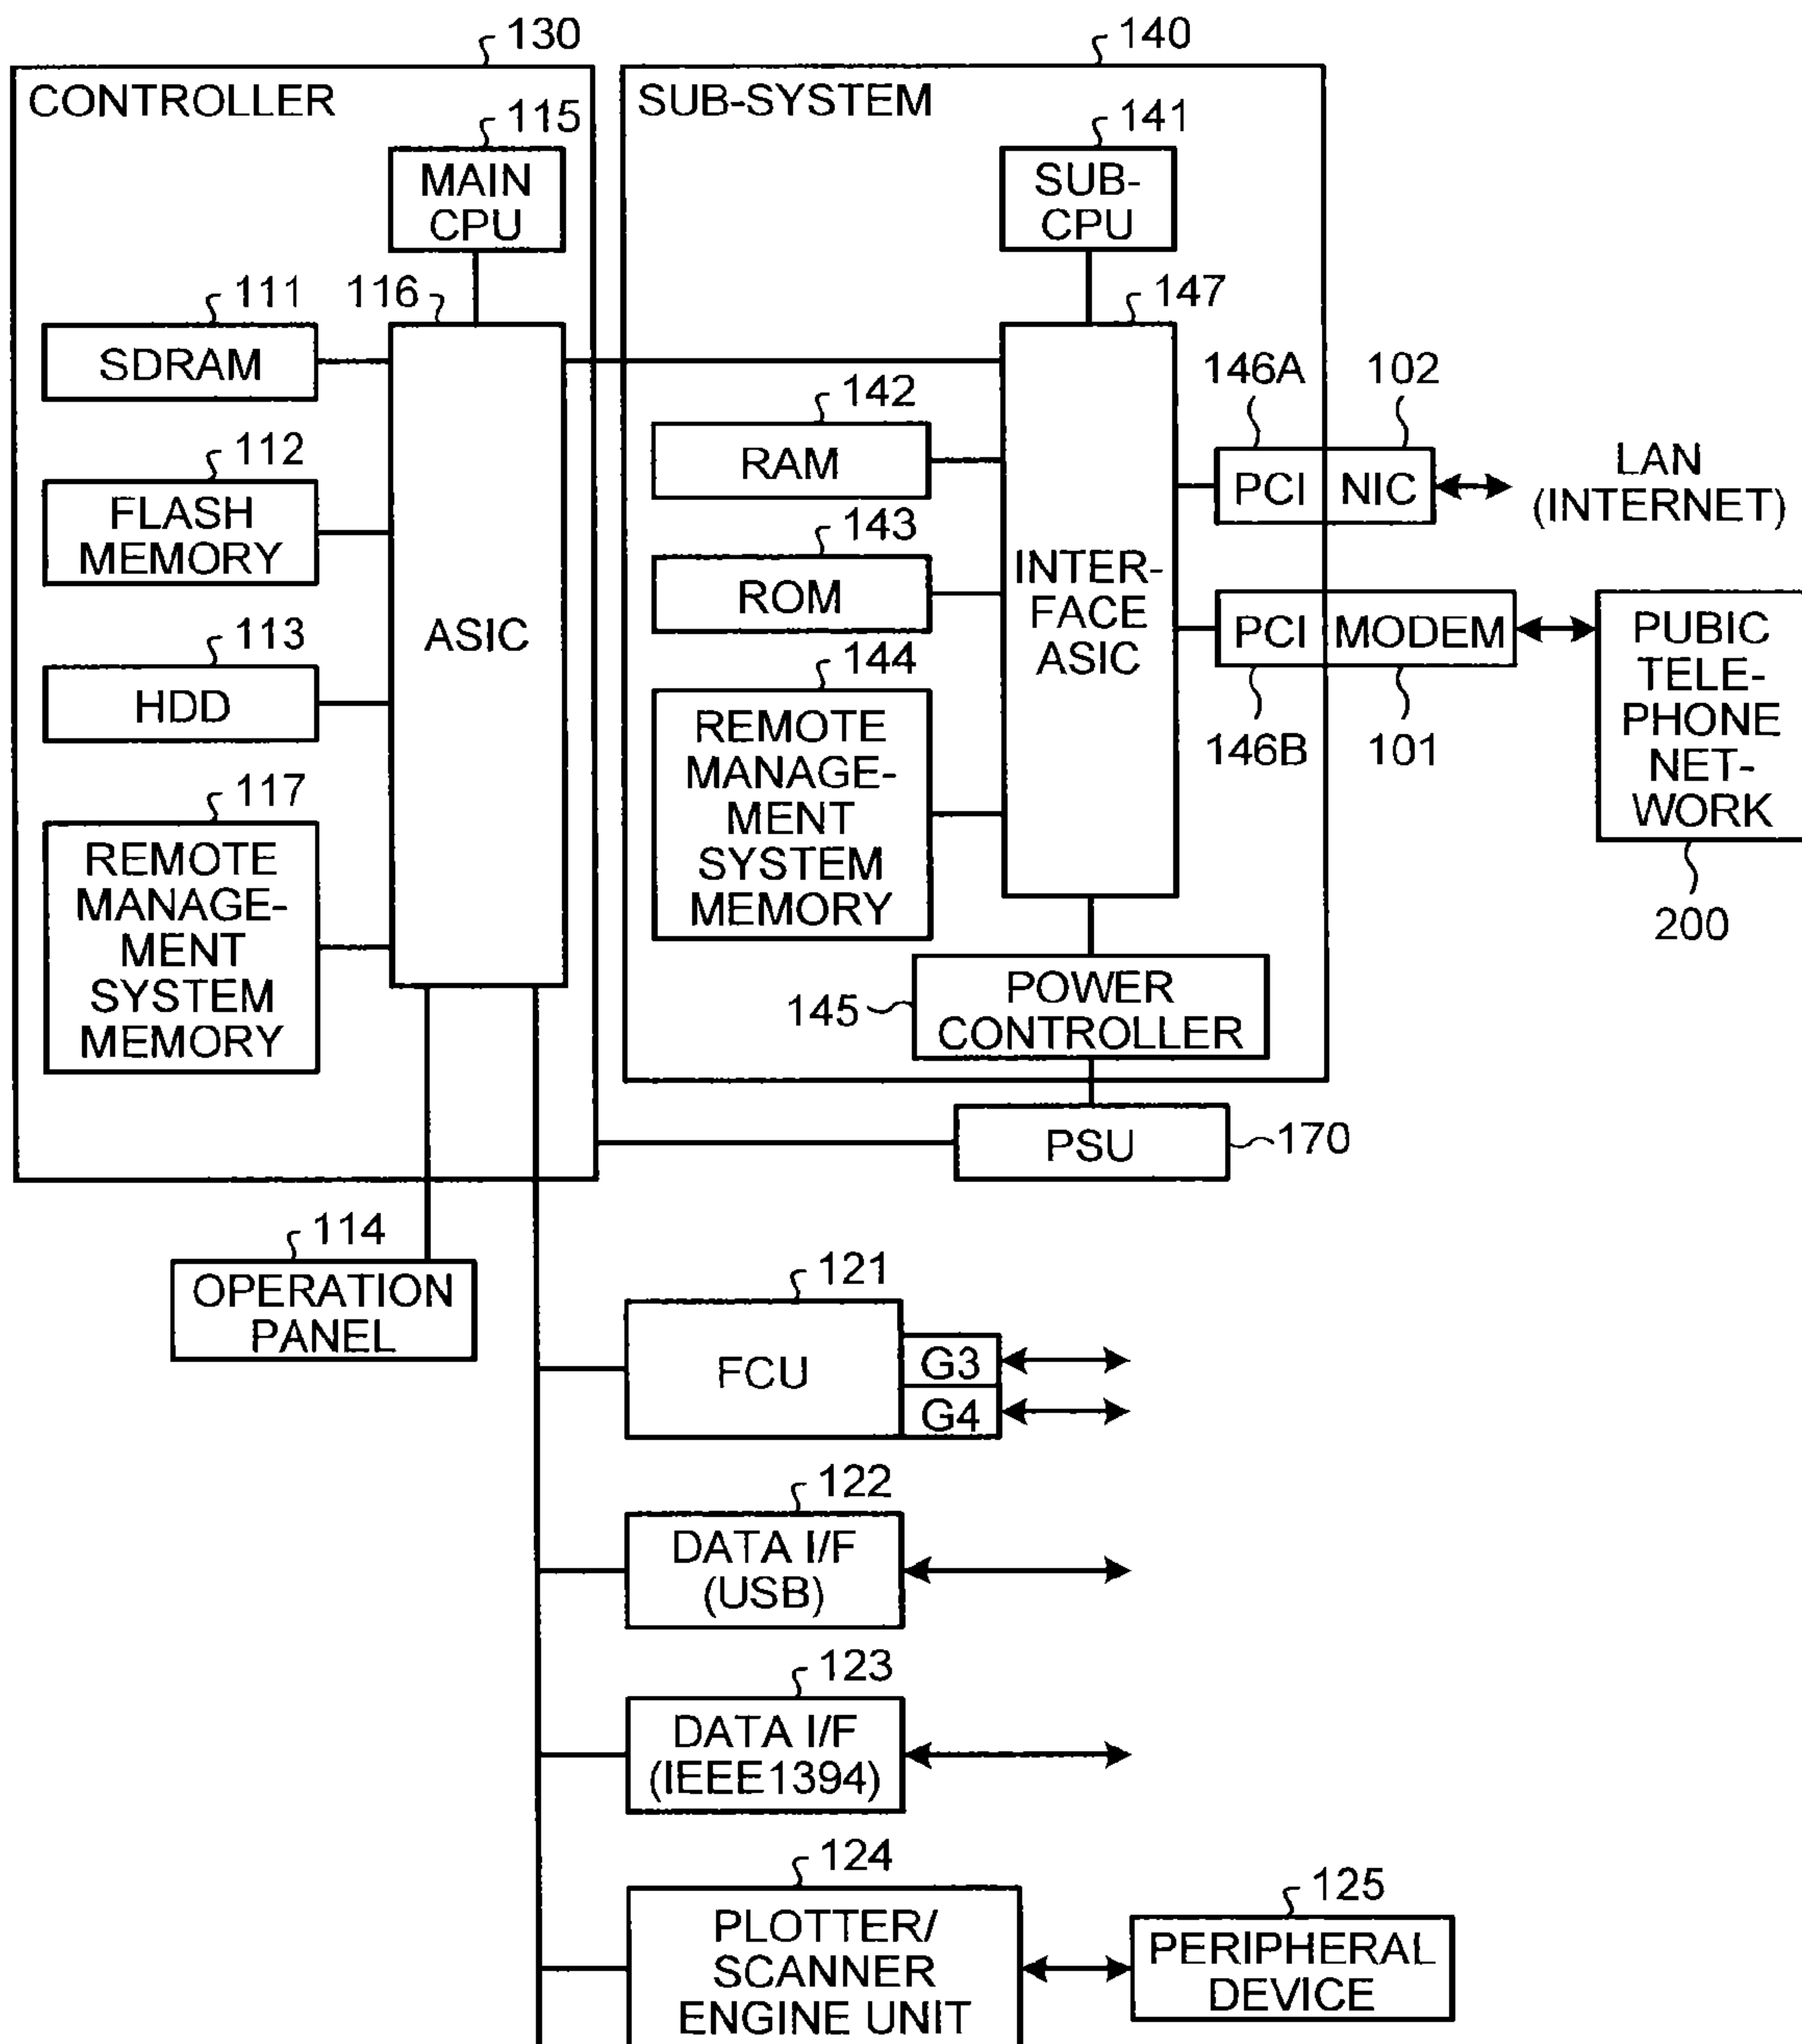 130
140
CONTROLLER
SUB-SYSTEM
115
141
MAIN
CPU
SUB-
CPU
111
116
147
SDRAM
146A
102
142
RAM
112
PCI
NIC
LAN
(INTERNET)
FLASH
MEMORY
143
ROM
INTER-
FACE
ASIC
ASIC
113
HDD
PCI
MODEM
PUBIC
TELE-
PHONE
NET-
WORK
144
146B
101
REMOTE
MANAGE-
MENT
SYSTEM
MEMORY
117
REMOTE
MANAGE-
MENT
SYSTEM
MEMORY
200
145
POWER
CONTROLLER
PSU
170
114
OPERATION
PANEL
121
FCU
G3
G4
122
DATA I/F
(USB)
123
DATA I/F
(IEEE1394)
124
125
PLOTTER/
SCANNER
ENGINE UNIT
PERIPHERAL
DEVICE